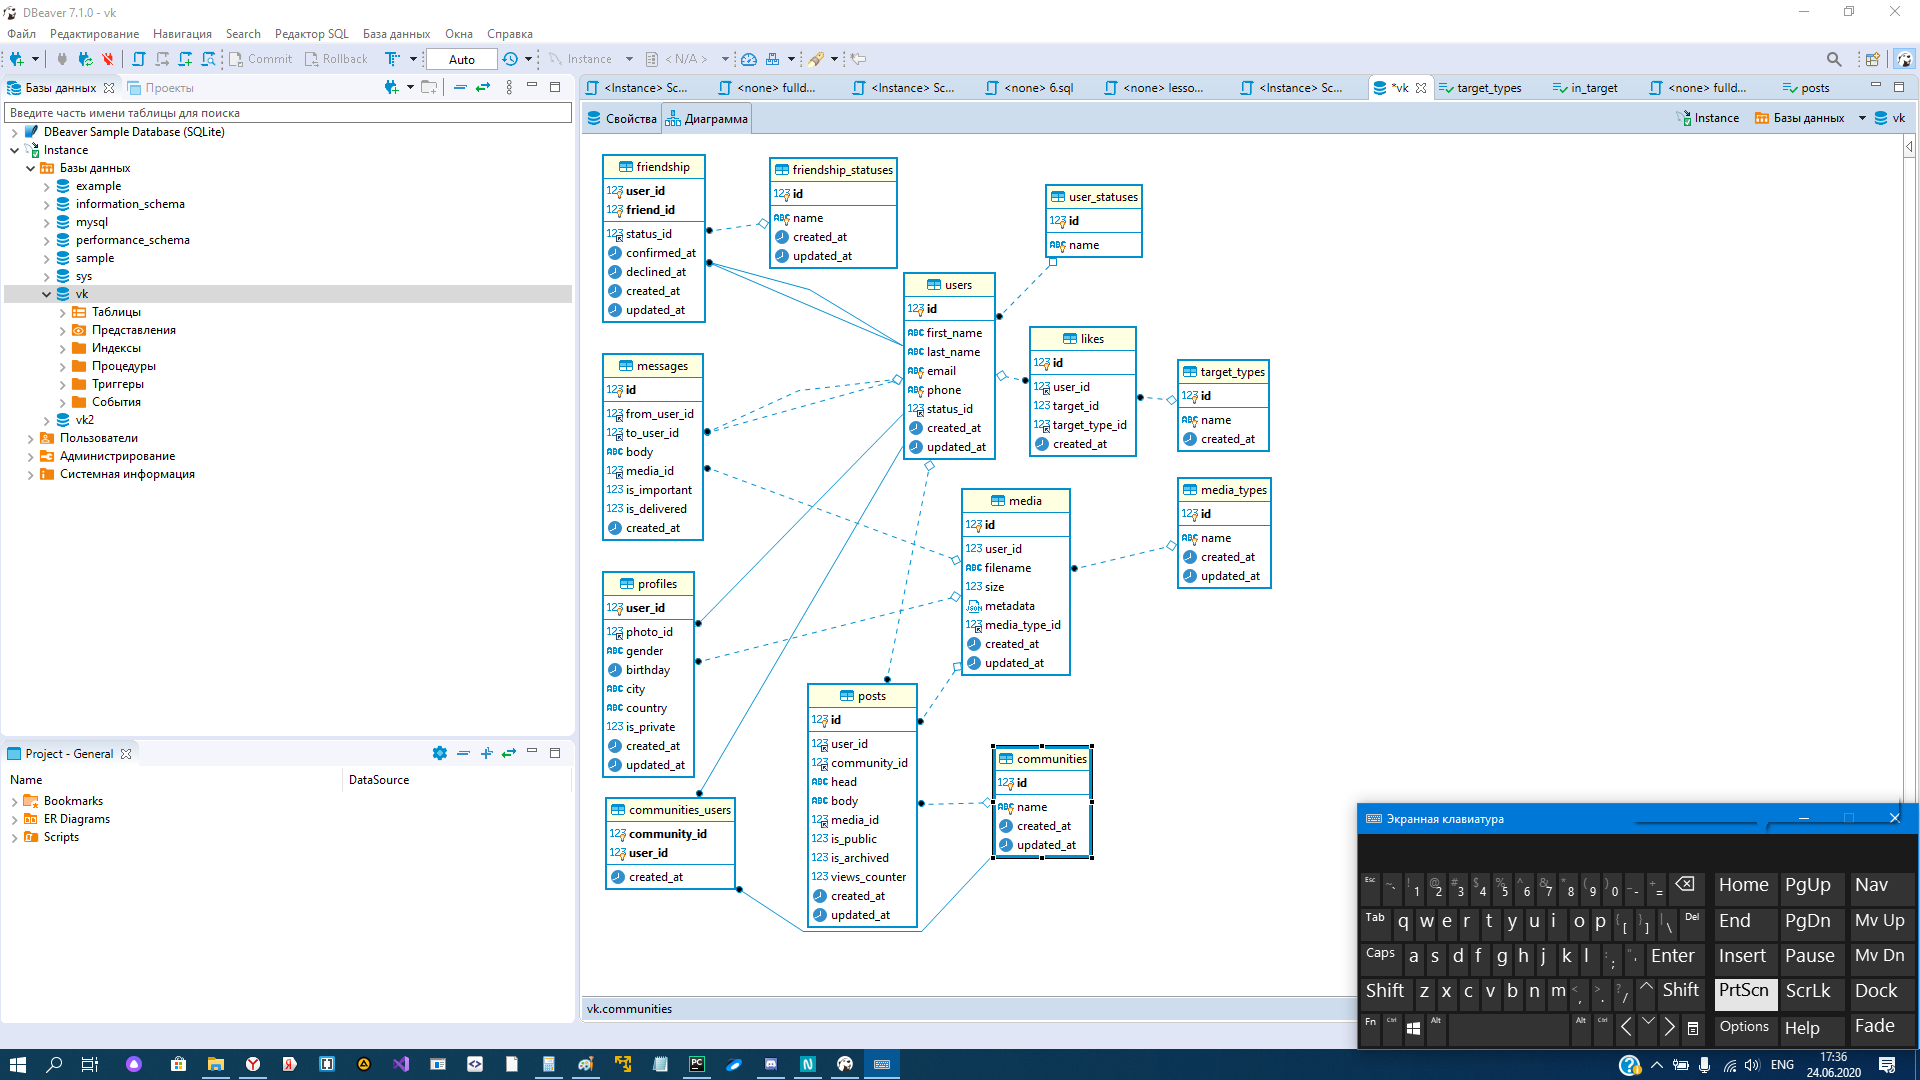 DBeaver 7.1.0 - vk
Файл Редактирование Навигация Search Редактор SQL База данных Окна Справка
Commit Rollback Auto Instance < N/A >
Базы данных Проекты
Введите часть имени таблицы для поиска
DBeaver Sample Database (SQLite)
Instance
Базы данных
example
information_schema
mysql
performance_schema
sample
sys
vk
Таблицы
Представления
Индексы
Процедуры
Триггеры
События
vk2
Пользователи
Администрирование
Системная информация
Project - General
Name DataSource
Bookmarks
ER Diagrams
Scripts
<Instance> Sc... <none> fulld... <Instance> Sc... <none> 6.sql <none> lesso... <Instance> Sc... *vk target_types in_target <none> fulld... posts
Свойства Диаграмма Instance Базы данных vk
friendship
user_id
friend_id
status_id
confirmed_at
declined_at
created_at
updated_at
friendship_statuses
id
name
created_at
updated_at
user_statuses
id
name
users
id
first_name
last_name
email
phone
status_id
created_at
updated_at
likes
id
user_id
target_id
target_type_id
created_at
target_types
id
name
created_at
messages
id
from_user_id
to_user_id
body
media_id
is_important
is_delivered
created_at
media
id
user_id
filename
size
metadata
media_type_id
created_at
updated_at
media_types
id
name
created_at
updated_at
profiles
user_id
photo_id
gender
birthday
city
country
is_private
created_at
updated_at
posts
id
user_id
community_id
head
body
media_id
is_public
is_archived
views_counter
created_at
updated_at
communities
id
name
created_at
updated_at
communities_users
community_id
user_id
created_at
vk.communities
Экранная клавиатура
Esc ~ ` ! 1 @ 2 # 3 $ 4 % 5 ^ 6 & 7 * 8 ( 9 ) 0 _ - + = Home PgUp Nav
Tab q w e r t y u i o p { [ } ] | \ Del End PgDn Mv Up
Caps a s d f g h j k l : ; " ' Enter Insert Pause Mv Dn
Shift z x c v b n m < , > . ? / Shift PrtScn ScrLk Dock
Fn Ctrl Alt Alt Ctrl Options Help Fade
ENG 17:36
24.06.2020